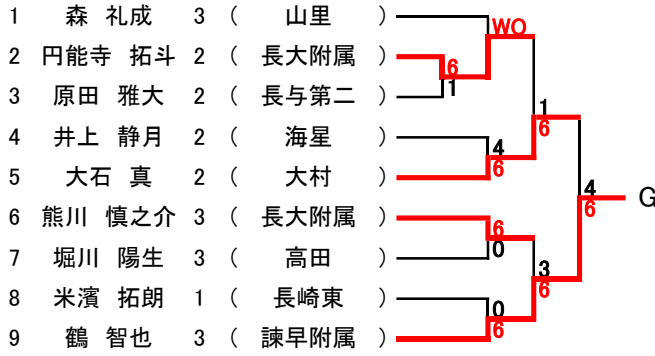 1 森 礼成 3 ( 山里 )
WO
2 円能寺 拓斗 2 ( 長大附属 )
6
1
3 原田 雅大 2 ( 長与第二 )
1
6
4 井上 静月 2 ( 海星 )
4
6
5 大石 真 2 ( 大村 )
4
6
G
6 熊川 慎之介 3 ( 長大附属 )
6
0
7 堀川 陽生 3 ( 高田 )
3
6
8 米濱 拓朗 1 ( 長崎東 )
0
6
9 鶴 智也 3 ( 諫早附属 )